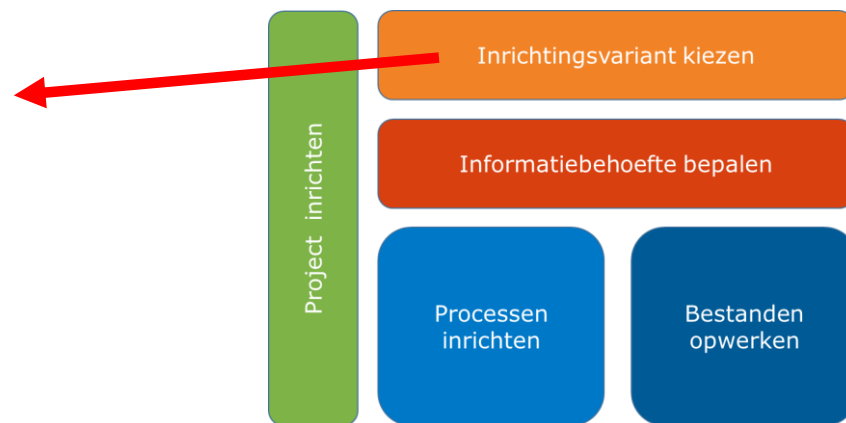 Project inrichten
Inrichtingsvariant kiezen
Informatiebehoefte bepalen
Processen
inrichten
Bestanden
opwerken